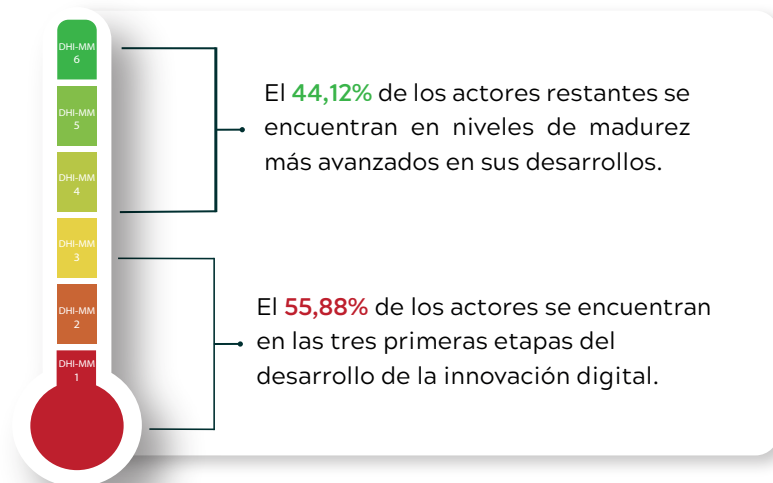 DHI-MM
6
DHI-MM
5
DHI-MM
4
DHI-MM
3
DHI-MM
2
DHI-MM
1
El 44,12% de los actores restantes se
encuentran en niveles de madurez
más avanzados en sus desarrollos.
El 55,88% de los actores se encuentran
en las tres primeras etapas del
desarrollo de la innovación digital.